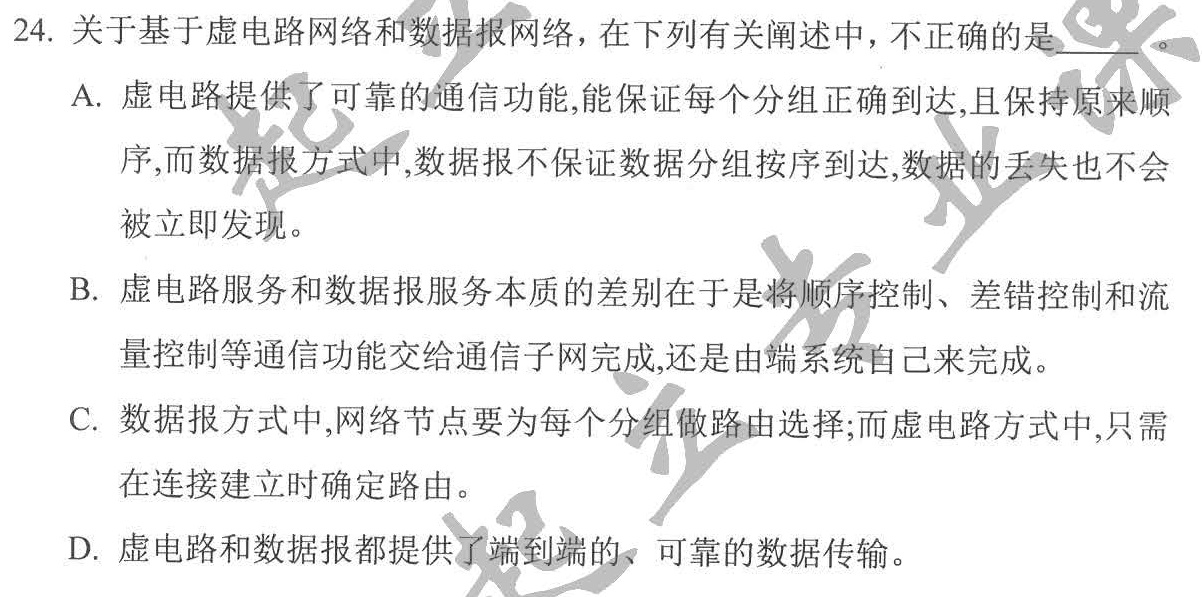 24. 关于基于虚电路网络和数据报网络，在下列有关阐述中，不正确的是______。
A. 虚电路提供了可靠的通信功能,能保证每个分组正确到达,且保持原来顺
序,而数据报方式中,数据报不保证数据分组按序到达,数据的丢失也不会
被立即发现。
B. 虚电路服务和数据报服务本质的差别在于是将顺序控制、差错控制和流
量控制等通信功能交给通信子网完成,还是由端系统自己来完成。
C. 数据报方式中,网络节点要为每个分组做路由选择;而虚电路方式中,只需
在连接建立时确定路由。
D. 虚电路和数据报都提供了端到端的、可靠的数据传输。
起立专业课
起立